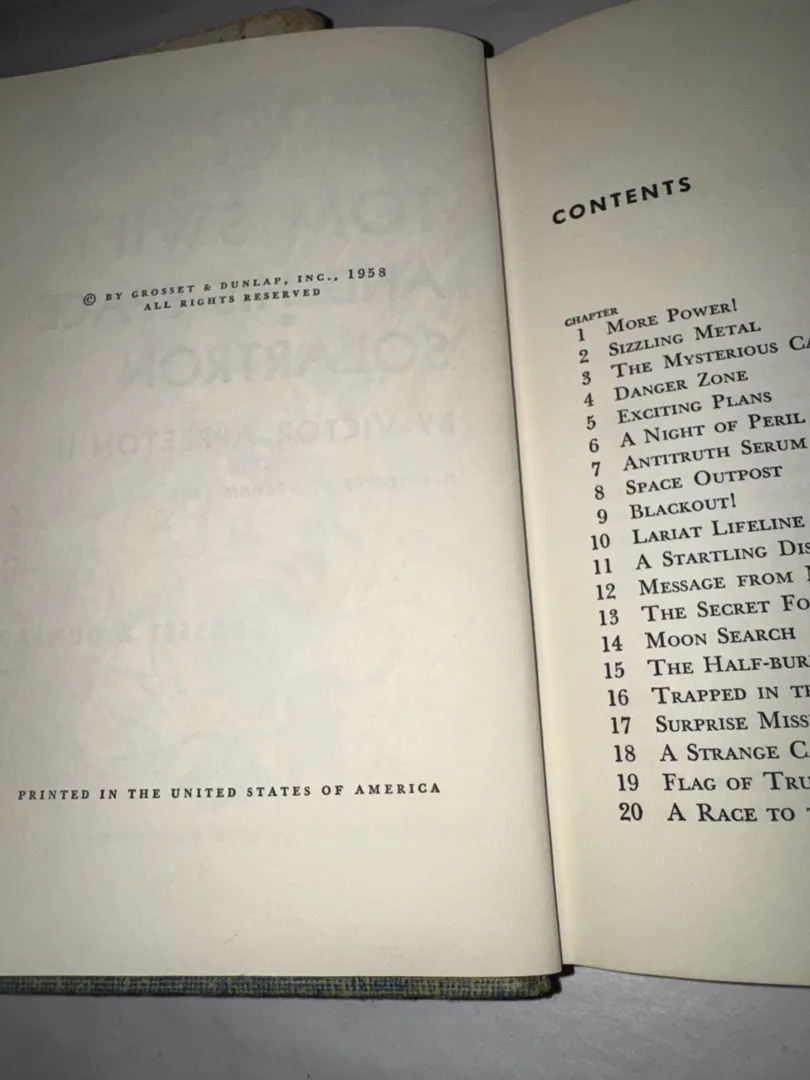 © BY GROSSET & DUNLAP, INC., 1958
ALL RIGHTS RESERVED
PRINTED IN THE UNITED STATES OF AMERICA
CONTENTS
CHAPTER
1 MORE POWER!
2 SIZZLING METAL
3 THE MYSTERIOUS
4 DANGER ZONE
5 EXCITING PLANS
6 A NIGHT OF PERIL
7 ANTITRUTH SERUM
8 SPACE OUTPOST
9 BLACKOUT!
10 LARIAT LIFELINE
11 A STARTLING
12 MESSAGE FROM
13 THE SECRET
14 MOON SEARCH
15 THE
16 TRAPPED IN
17 SURPRISE
18 A STRANGE
19 FLAG OF
20 A RACE TO